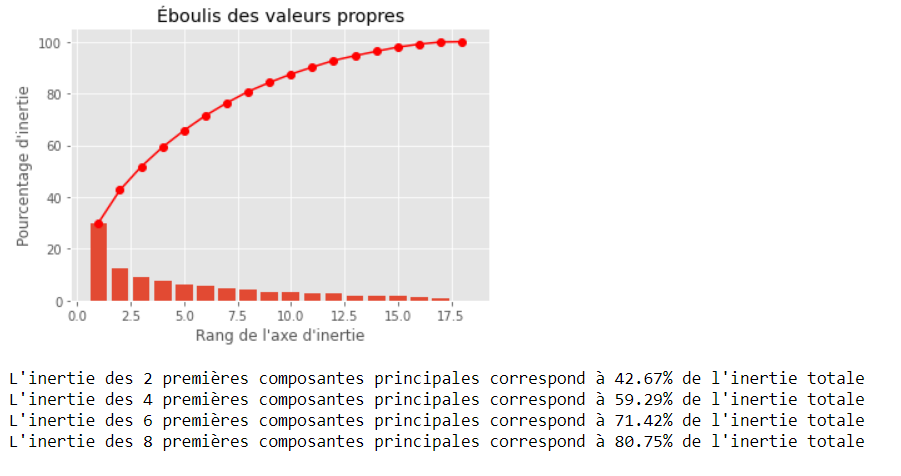 Éboulis des valeurs propres
100
80
60
40
20
0
Pourcentage d'inertie
0.0 2.5 5.0 7.5 10.0 12.5 15.0 17.5
Rang de l'axe d'inertie
L'inertie des 2 premières composantes principales correspond à 42.67% de l'inertie totale
L'inertie des 4 premières composantes principales correspond à 59.29% de l'inertie totale
L'inertie des 6 premières composantes principales correspond à 71.42% de l'inertie totale
L'inertie des 8 premières composantes principales correspond à 80.75% de l'inertie totale